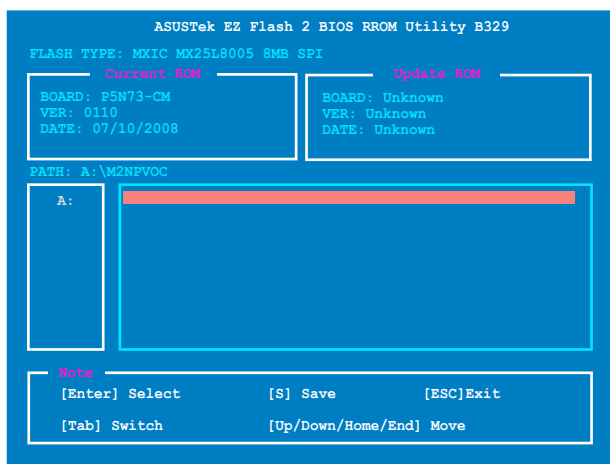 ASUSTek EZ Flash 2 BIOS RROM Utility B329
FLASH TYPE: MXIC MX25L8005 8MB SPI
Current ROM
BOARD: P5N73-CM
VER: 0110
DATE: 07/10/2008
Update ROM
BOARD: Unknown
VER: Unknown
DATE: Unknown
PATH: A:\M2NPVOC
A:
Note
[Enter] Select [S] Save [ESC]Exit
[Tab] Switch [Up/Down/Home/End] Move